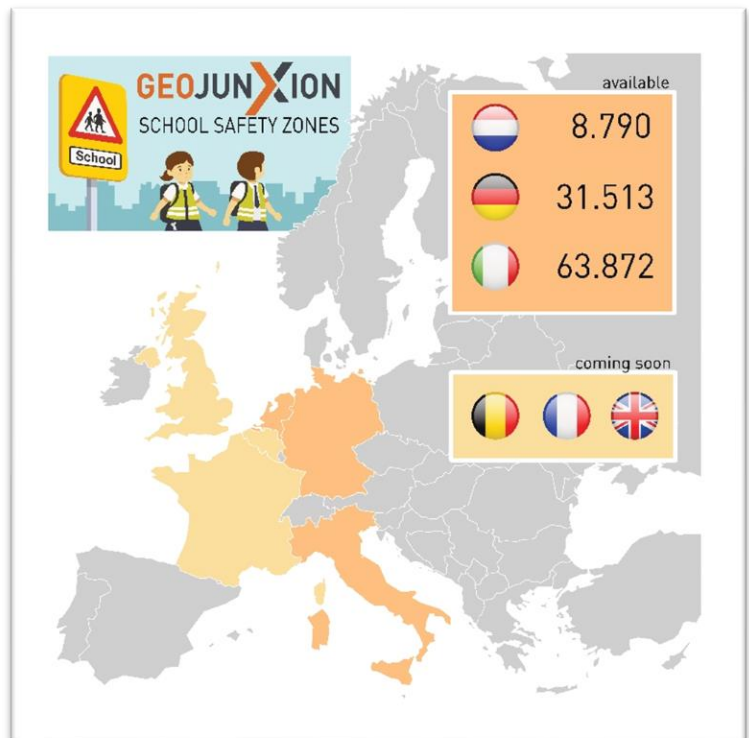 GEOJUNXION
SCHOOL SAFETY ZONES
School
available
8.790
31.513
63.872
coming soon